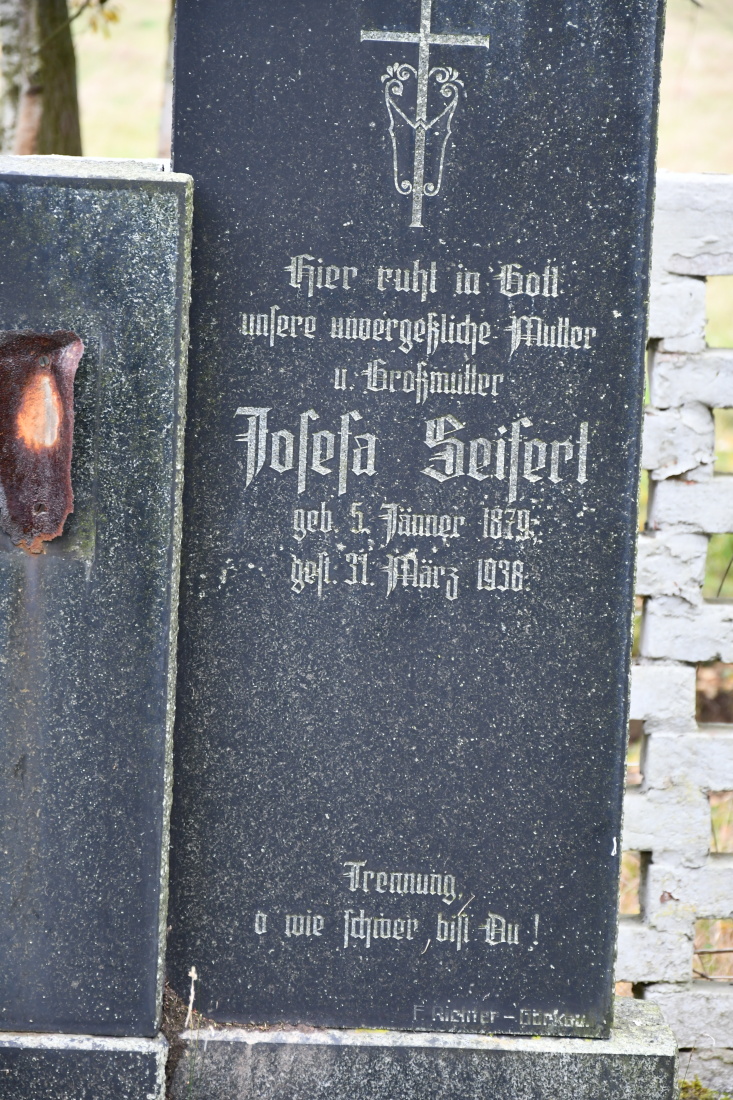 Hier ruht in Gott
unsere unvergeßliche Mutter
u. Großmutter
Josefa Seifert
geb. 5. Jänner 1879,
gest. 31. März 1938.
Trennung,
o wie schwer bist Du!
F. - Görkau.